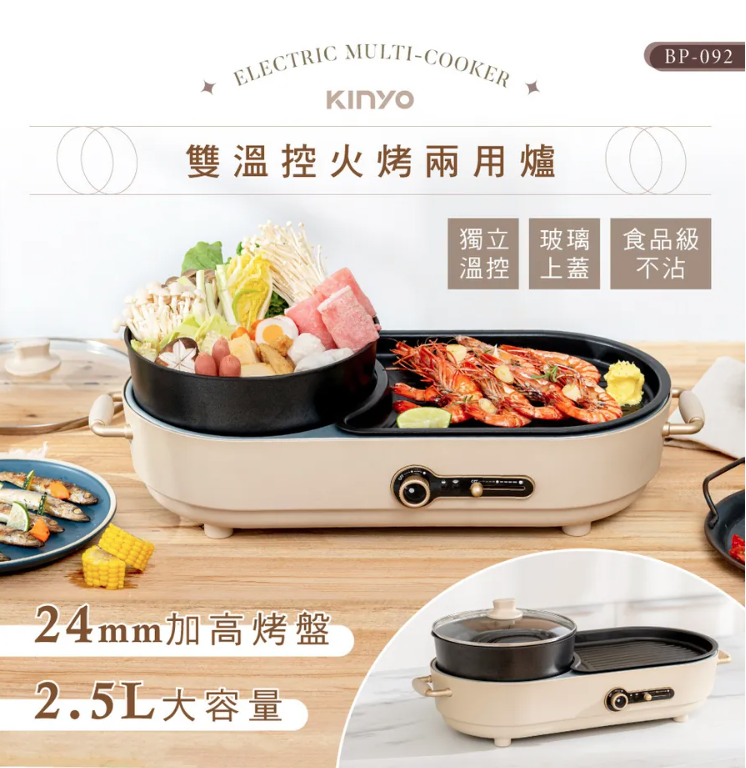 ELECTRIC MULTI-COOKER
BP-092
KINYO
雙溫控火烤兩用爐
獨立
溫控
玻璃
上蓋
食品級
不沾
24mm加高烤盤
2.5L大容量